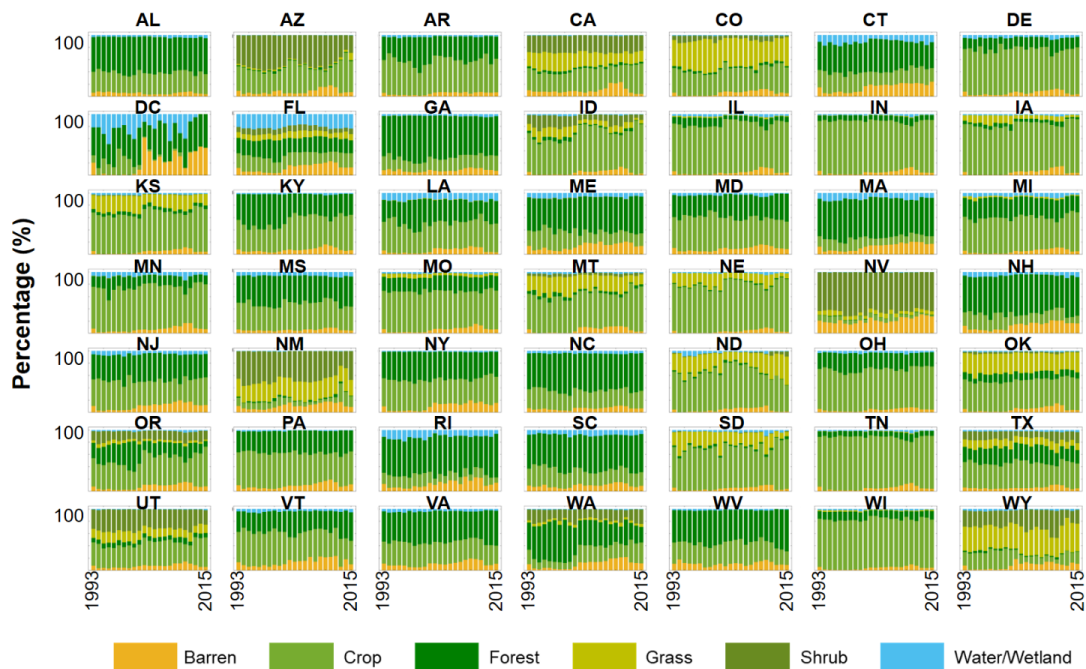 AL AZ AR CA CO CT DE
100
DC FL GA ID IL IN IA
100
KS KY LA ME MD MA MI
100
MN MS MO MT NE NV NH
100
NJ NM NY NC ND OH OK
100
OR PA RI SC SD TN TX
100
UT VT VA WA WV WI WY
100
Percentage (%)
1993 2015 1993 2015 1993 2015 1993 2015 1993 2015 1993 2015 1993 2015
Barren Crop Forest Grass Shrub Water/Wetland